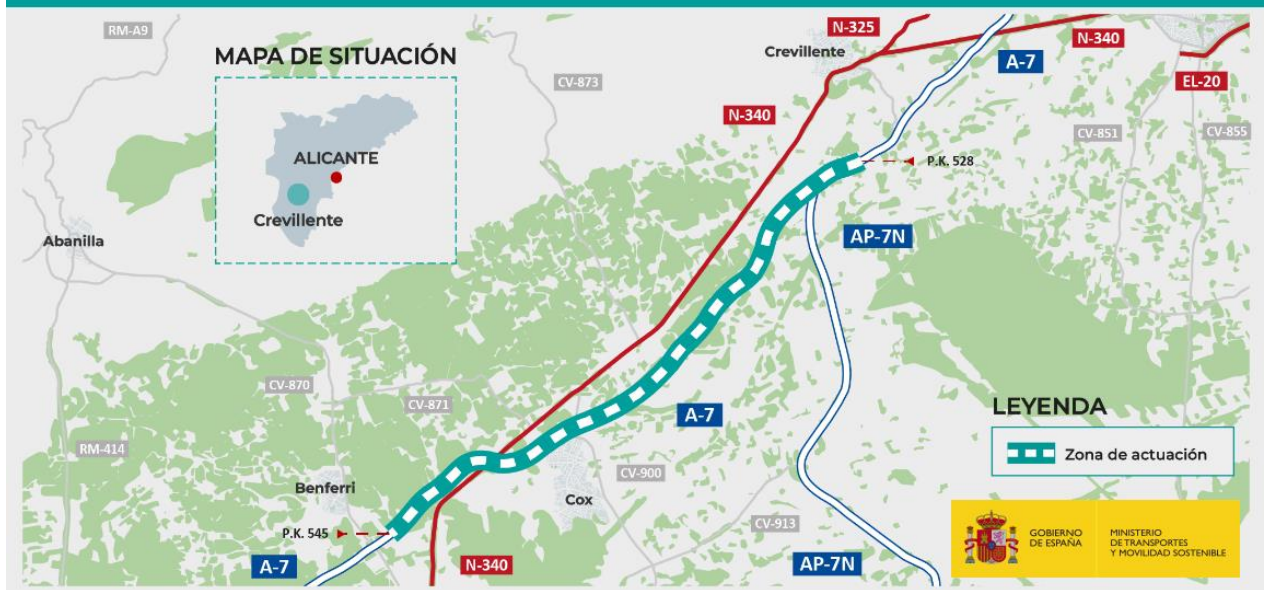 RM-A9
MAPA DE SITUACIÓN
ALICANTE
Crevillente
CV-873
N-325
Crevillente
N-340
A-7
N-340
EL-20
CV-851
CV-855
P.K. 528
AP-7N
Abanilla
CV-870
CV-871
A-7
LEYENDA
Zona de actuación
RM-414
Benferri
CV-900
Cox
P.K. 545
CV-913
A-7
N-340
AP-7N
GOBIERNO
DE ESPAÑA
MINISTERIO
DE TRANSPORTES
Y MOVILIDAD SOSTENIBLE